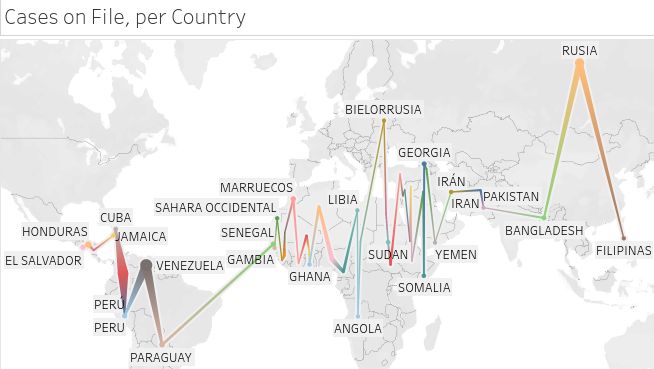 Cases on File, per Country
RUSIA
BIELORRUSIA
GEORGIA
IRÁN
MARRUECOS
PAKISTAN
LIBIA
IRAN
SAHARA OCCIDENTAL
CUBA
HONDURAS
SENEGAL
BANGLADESH
JAMAICA
FILIPINAS
SUDAN
YEMEN
EL SALVADOR
GAMBIA
VENEZUELA
GHANA
SOMALIA
PERÚ
PERU
ANGOLA
PARAGUAY